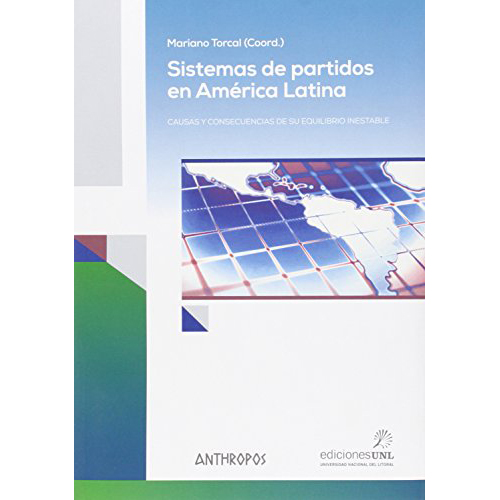 Mariano Torcal (Coord.)
Sistemas de partidos
en América Latina
CAUSAS Y CONSECUENCIAS DE SU EQUILIBRIO INESTABLE
ANTHROPOS
edicionesUNL
UNIVERSIDAD NACIONAL DEL LITORAL